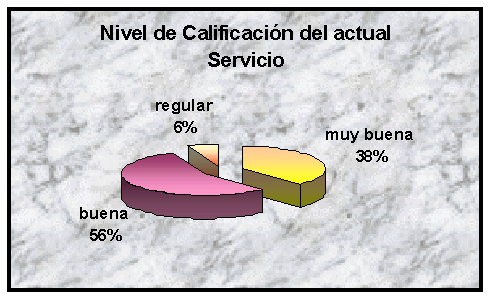 Nivel de Calificación del actual
Servicio
regular
6%
muy buena
38%
buena
56%